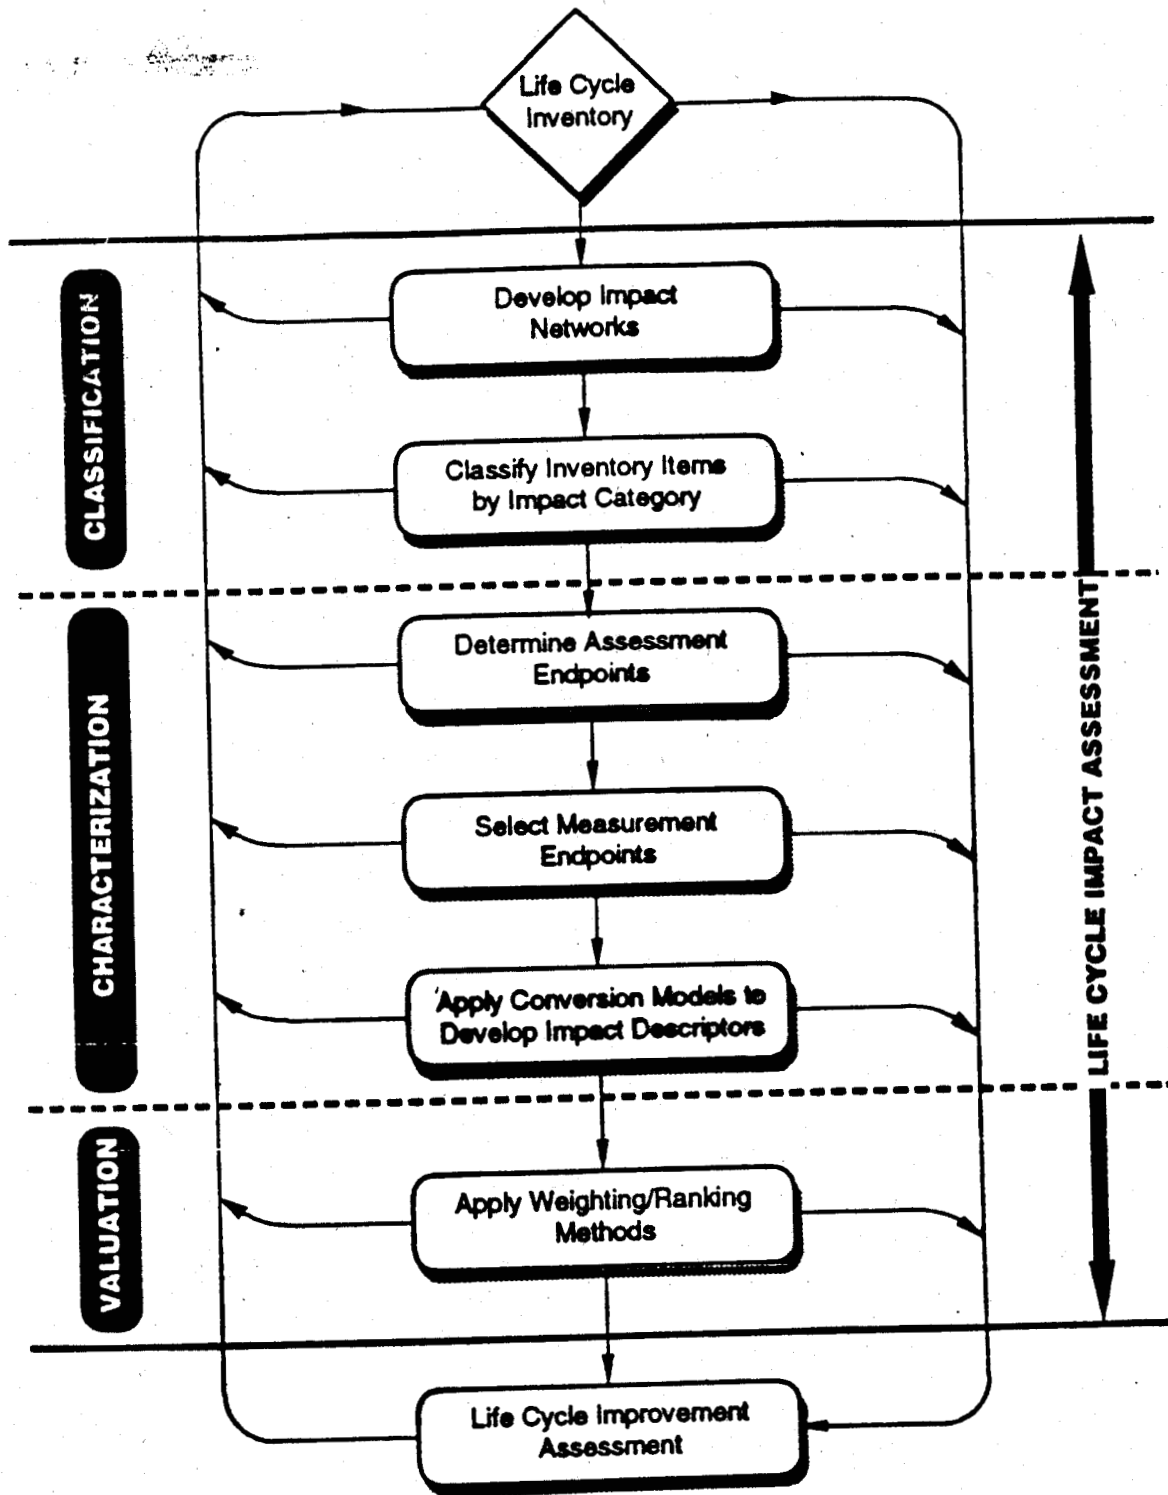 Life Cycle
Inventory
CLASSIFICATION
Develop Impact
Networks
Classify Inventory Items
by Impact Category
CHARACTERIZATION
Determine Assessment
Endpoints
Select Measurement
Endpoints
Apply Conversion Models to
Develop Impact Descriptors
LIFE CYCLE IMPACT ASSESSMENT
VALUATION
Apply Weighting/Ranking
Methods
Life Cycle Improvement
Assessment